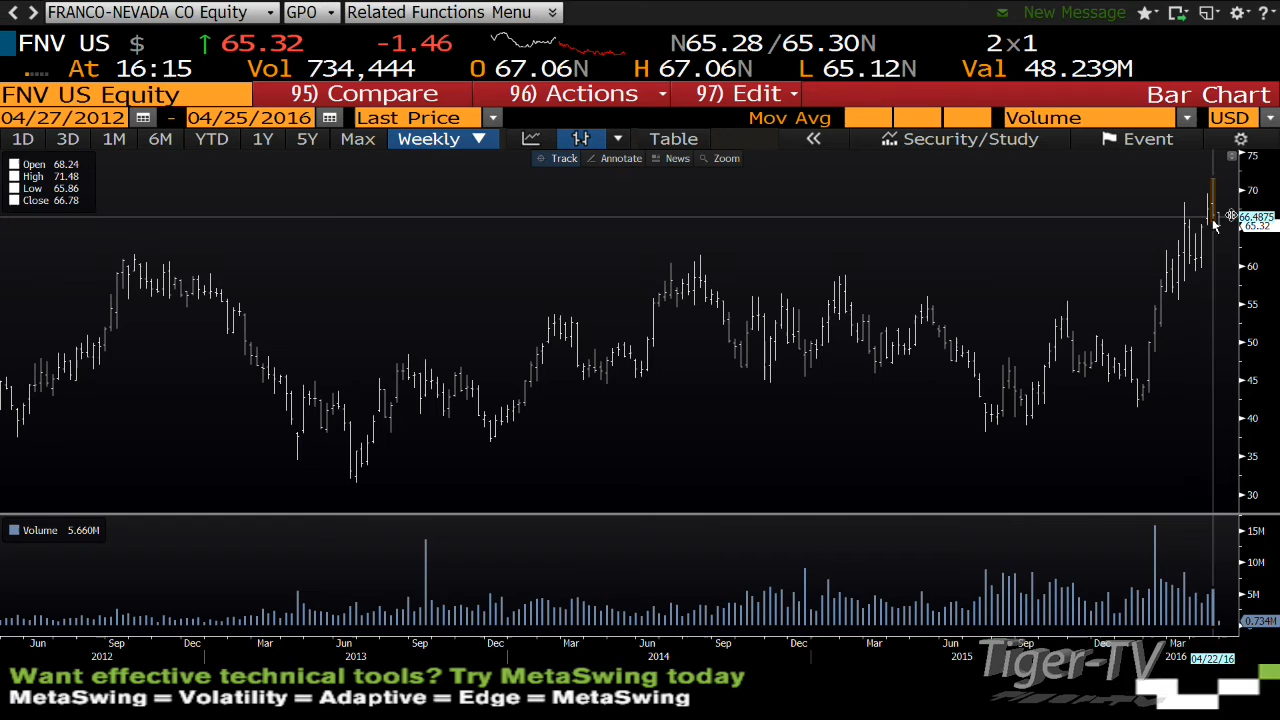 FRANCO-NEVADA CO Equity GPO Related Functions Menu New Message
FNV US $ ↑ 65.32 -1.46 N65.28/65.30N 2x1
At 16:15 Vol 734,444 O 67.06N H 67.06N L 65.12N Val 48.239M
FNV US Equity 95) Compare 96) Actions 97) Edit Bar Chart
04/27/2012 - 04/25/2016 Last Price Mov Avg Volume USD
1D 3D 1M 6M YTD 1Y 5Y Max Weekly ▼ Table « Security/Study Event
Track Annotate News Zoom
Open 68.24
High 71.48
Low 65.86
Close 66.78
75
70
66.4875
65.32
60
55
50
45
40
35
30
Volume 5.660M
15M
10M
5M
0.734M
Jun Sep Dec Mar Jun Sep Dec Mar Jun Sep Dec Mar Jun Sep Dec Mar
2012 2013 2014 2015 2016 04/22/16
Tiger-TV
Want effective technical tools? Try MetaSwing today
MetaSwing = Volatility = Adaptive = Edge = MetaSwing